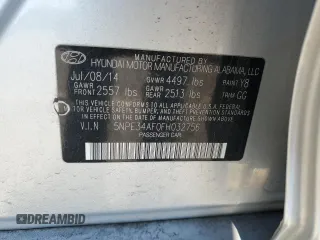 MANUFACTURED BY
HYUNDAI MOTOR MANUFACTURING ALABAMA, LLC
Jul/08/14 GVWR 4497 lbs PAINT Y8
GAWR FRONT 2557 lbs GAWR REAR 2513 lbs TRIM GG
THIS VEHICLE CONFORMS TO ALL APPLICABLE U.S. FEDERAL
MOTOR VEHICLE SAFETY, BUMPER, AND THEFT PREVENTION
STANDARDS IN EFFECT ON THE DATE OF MANUFACTURE SHOWN ABOVE.
V.I.N 5NPE34AF0FH032756
PASSENGER CAR